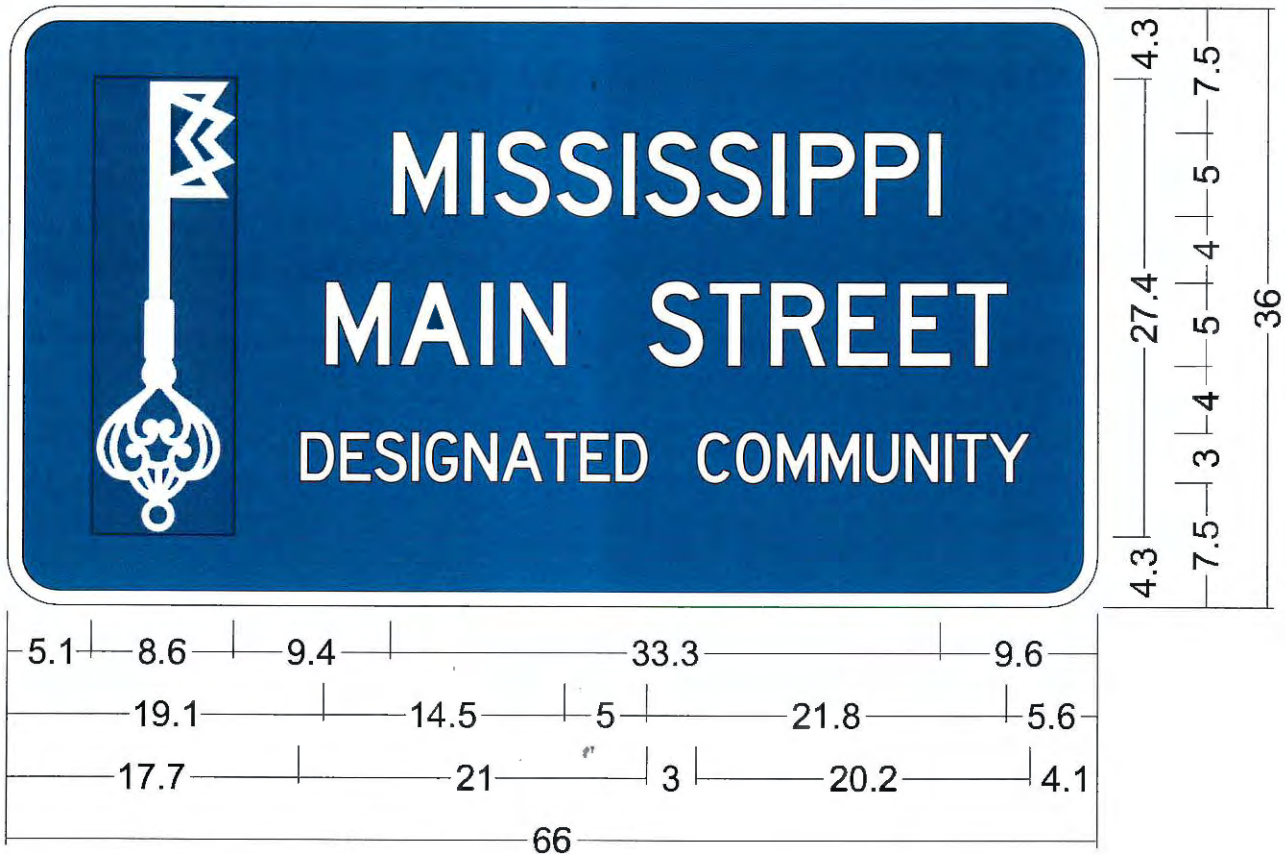 MISSISSIPPI
MAIN STREET
DESIGNATED COMMUNITY
4.3
27.4
4.3
7.5
5
4
5
4
3
7.5
36
5.1 8.6 9.4 33.3 9.6
19.1 14.5 5 21.8 5.6
17.7 21 3 20.2 4.1
66